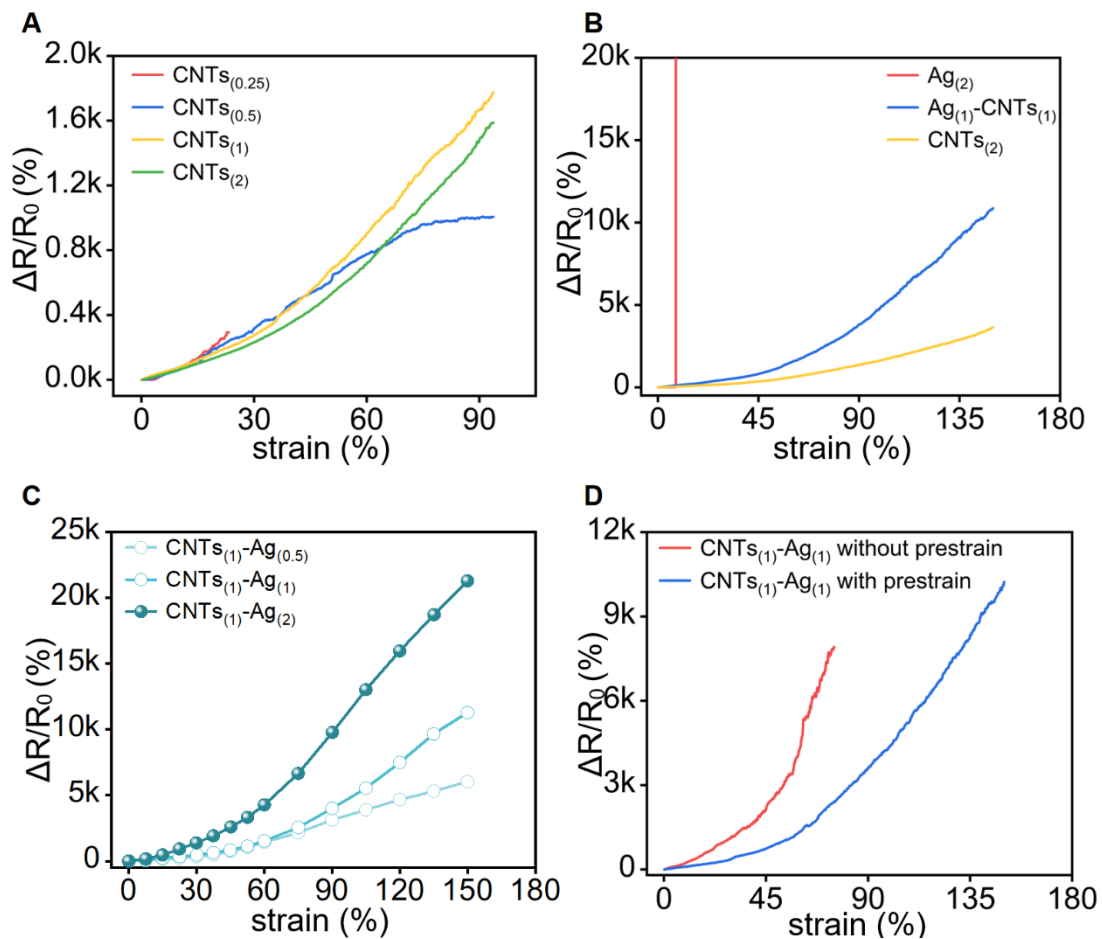 A
2.0k
1.6k
1.2k
0.8k
0.4k
0.0k
ΔR/R₀ (%)
CNTs₍₀.₂₅₎
CNTs₍₀.₅₎
CNTs₍₁₎
CNTs₍₂₎
0 30 60 90
strain (%)
B
20k
15k
10k
5k
0
ΔR/R₀ (%)
Ag₍₂₎
Ag₍₁₎-CNTs₍₁₎
CNTs₍₂₎
0 45 90 135 180
strain (%)
C
25k
20k
15k
10k
5k
0
ΔR/R₀ (%)
CNTs₍₁₎-Ag₍₀.₅₎
CNTs₍₁₎-Ag₍₁₎
CNTs₍₁₎-Ag₍₂₎
0 30 60 90 120 150 180
strain (%)
D
12k
9k
6k
3k
0
ΔR/R₀ (%)
CNTs₍₁₎-Ag₍₁₎ without prestrain
CNTs₍₁₎-Ag₍₁₎ with prestrain
0 45 90 135 180
strain (%)